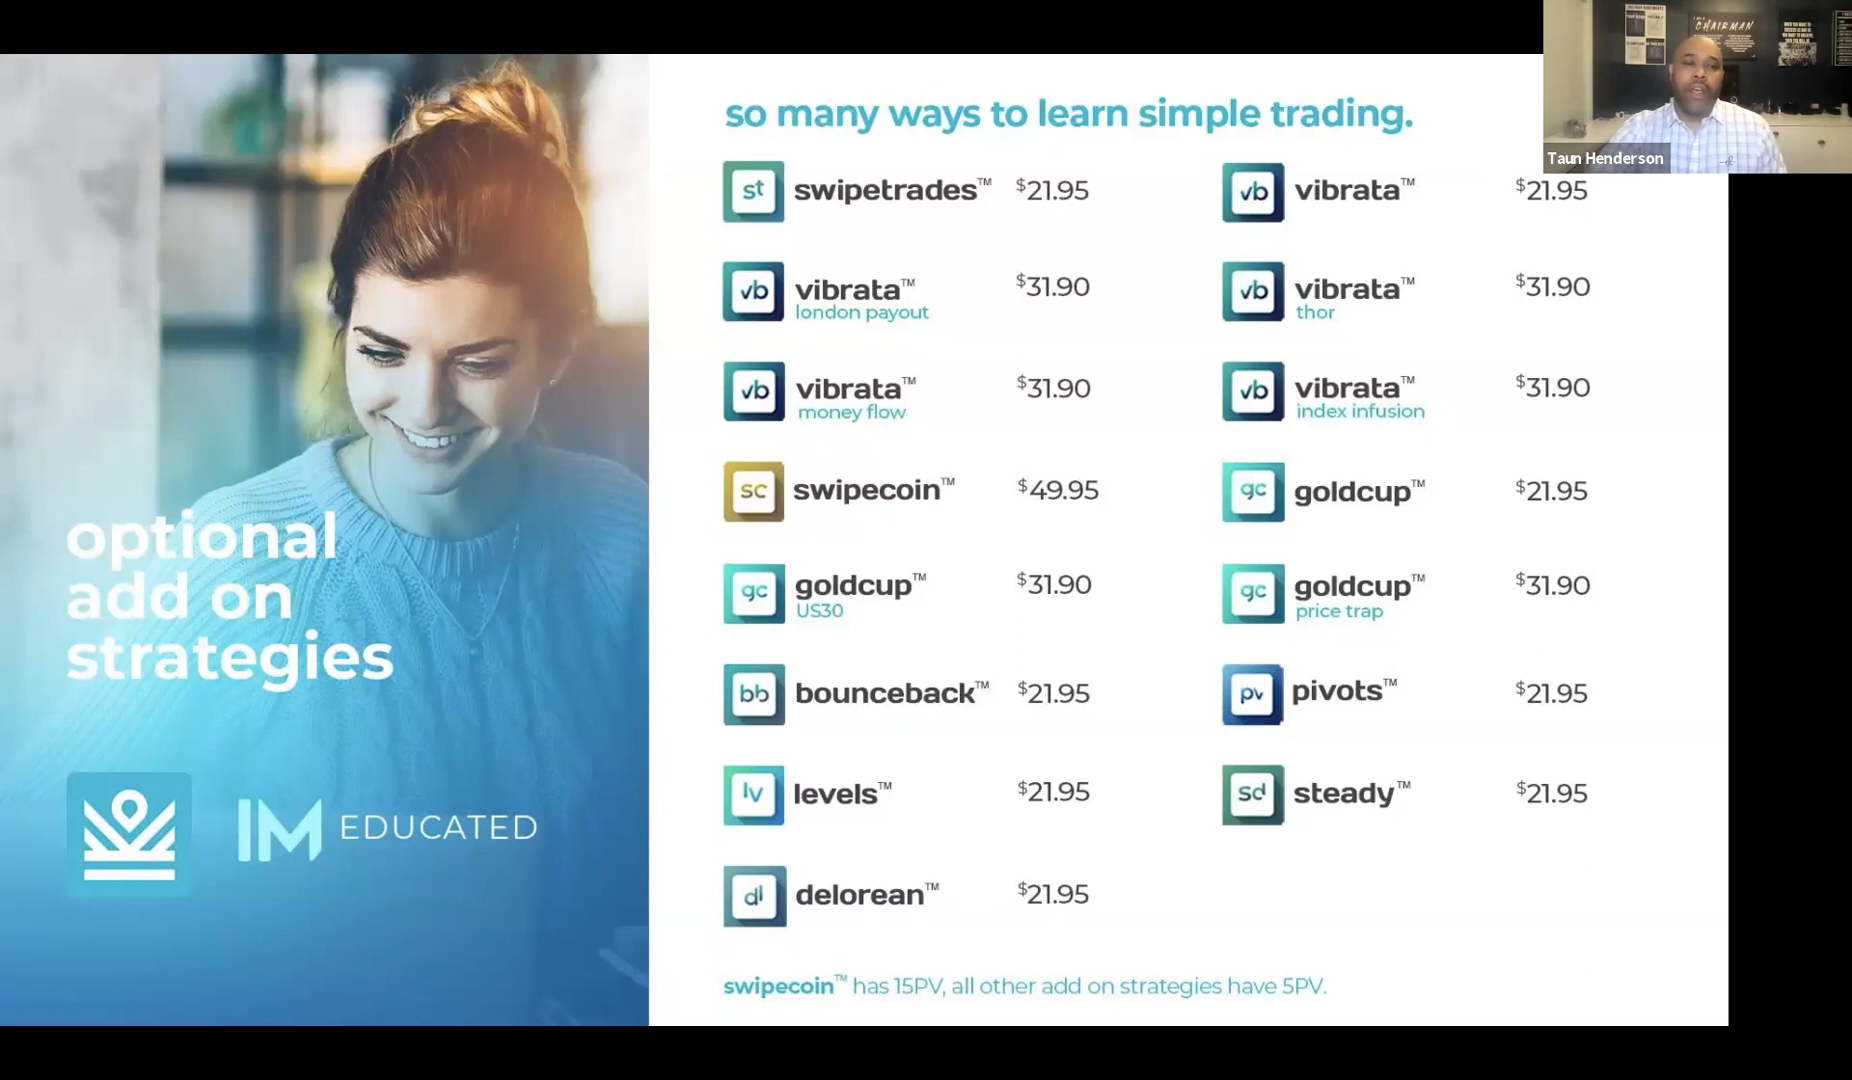 CHAIRMAN
Taun Henderson
so many ways to learn simple trading.
st swipetrades™ $21.95
vb vibrata™ $21.95
vb vibrata™ $31.90
london payout
vb vibrata™ $31.90
thor
vb vibrata™ $31.90
money flow
vb vibrata™ $31.90
index infusion
sc swipecoin™ $49.95
gc goldcup™ $21.95
gc goldcup™ $31.90
US30
gc goldcup™ $31.90
price trap
bb bounceback™ $21.95
pv pivots™ $21.95
lv levels™ $21.95
sd steady™ $21.95
dl delorean™ $21.95
swipecoin™ has 15PV, all other add on strategies have 5PV.
optional
add on
strategies
IM EDUCATED